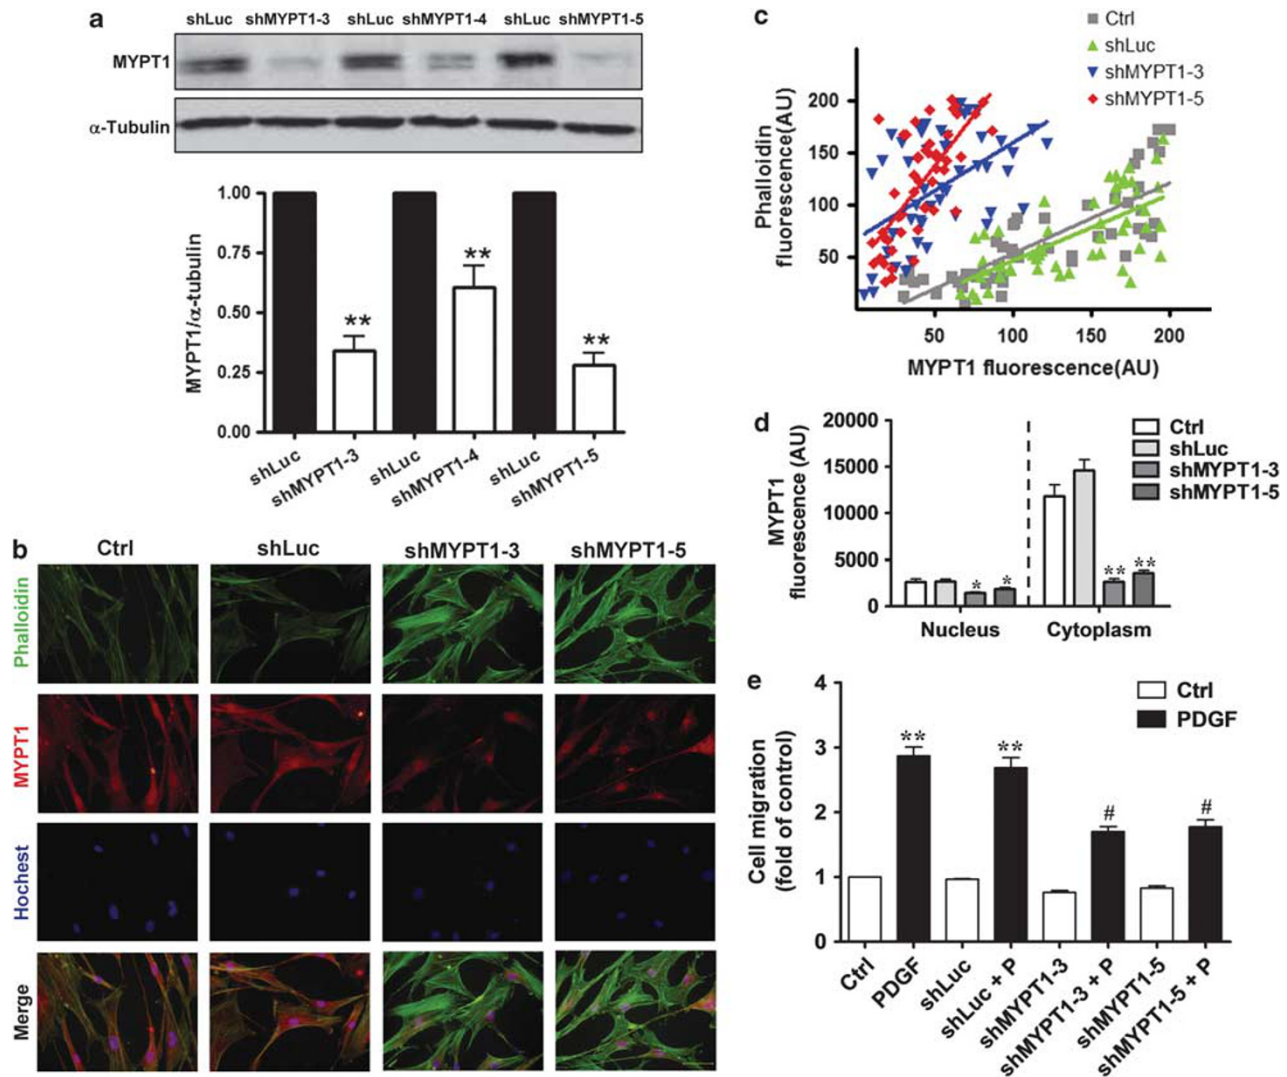 a
shLuc shMYPT1-3 shLuc shMYPT1-4 shLuc shMYPT1-5
MYPT1
α-Tubulin
MYPT1/α-tubulin
1.00
0.75
0.50
0.25
0.00
**
**
**
shLuc
shMYPT1-3
shLuc
shMYPT1-4
shLuc
shMYPT1-5
b
Ctrl shLuc shMYPT1-3 shMYPT1-5
Phalloidin
MYPT1
Hochest
Merge
c
Ctrl
shLuc
shMYPT1-3
shMYPT1-5
Phalloidin
fluorescence(AU)
200
150
100
50
50 100 150 200
MYPT1 fluorescence(AU)
d
MYPT1
fluorescence (AU)
20000
15000
10000
5000
0
Ctrl
shLuc
shMYPT1-3
shMYPT1-5
* * ** **
Nucleus Cytoplasm
e
Cell migration
(fold of control)
4
3
2
1
0
Ctrl
PDGF
** ** # #
Ctrl
PDGF
shLuc
shLuc + P
shMYPT1-3
shMYPT1-3 + P
shMYPT1-5
shMYPT1-5 + P